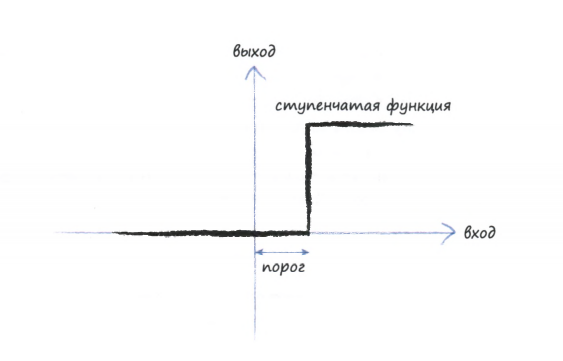 выход
ступенчатая функция
вход
порог